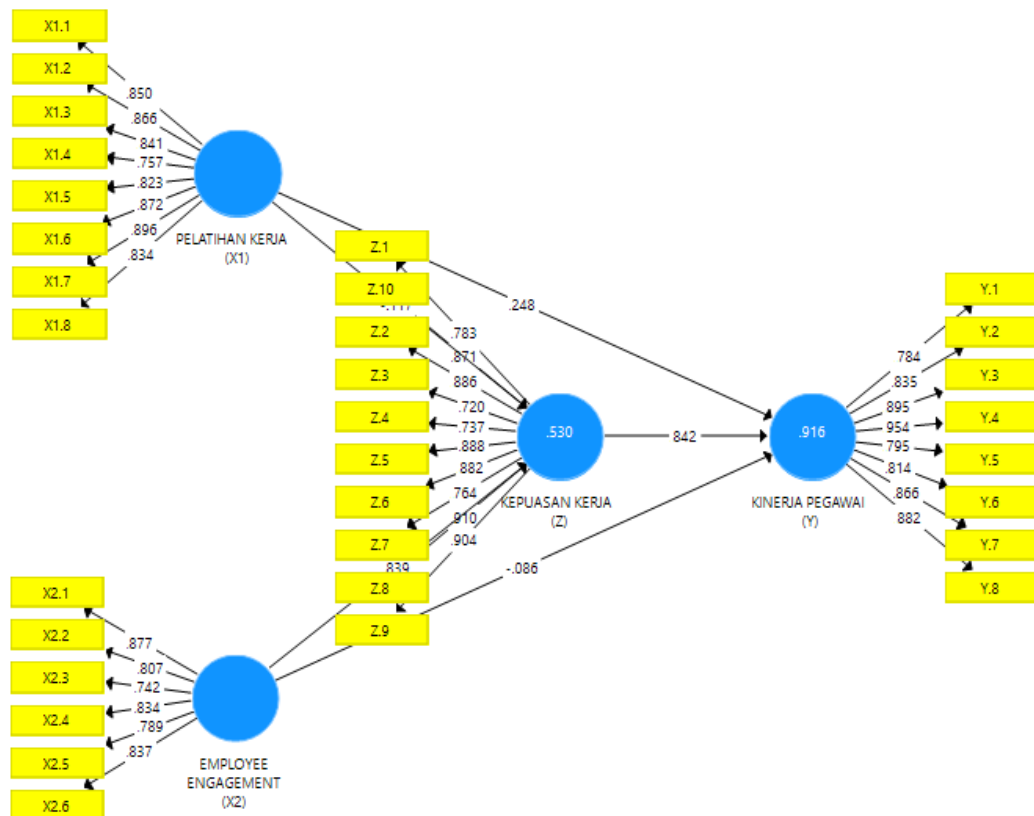 X1.1
X1.2
X1.3
X1.4
X1.5
X1.6
X1.7
X1.8
.850
.866
841
.757
.823
.872
.896
.834
PELATIHAN KERJA
(X1)
Z.1
Z.10
Z.2
Z.3
Z.4
Z.5
Z.6
Z.7
Z.8
Z.9
.783
.871
886
.720
.737
.888
882
764
910
.904
839
.248
.530
KEPUASAN KERJA
(Z)
842
-.086
.916
KINERJA PEGAWAI
(Y)
784
.835
895
954
795
.814
.866
882
Y.1
Y.2
Y.3
Y.4
Y.5
Y.6
Y.7
Y.8
X2.1
X2.2
X2.3
X2.4
X2.5
X2.6
.877
.807
.742
.834
.789
.837
EMPLOYEE
ENGAGEMENT
(X2)